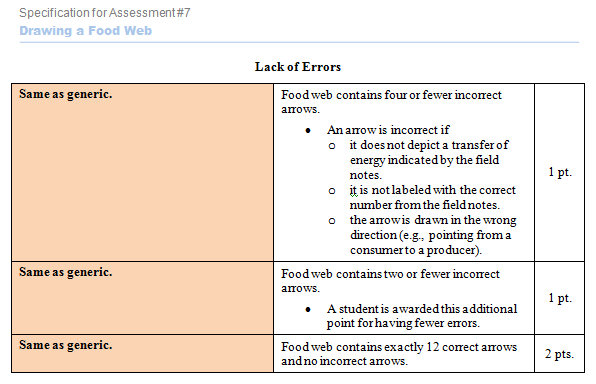 Specification for Assessment #7
Drawing a Food Web
Lack of Errors
Same as generic.
Food web contains four or fewer incorrect
arrows.
• An arrow is incorrect if
o it does not depict a transfer of
energy indicated by the field
notes.
o it is not labeled with the correct
number from the field notes.
o the arrow is drawn in the wrong
direction (e.g., pointing from a
consumer to a producer).
1 pt.
Same as generic.
Food web contains two or fewer incorrect
arrows.
• A student is awarded this additional
point for having fewer errors.
1 pt.
Same as generic.
Food web contains exactly 12 correct arrows
and no incorrect arrows.
2 pts.